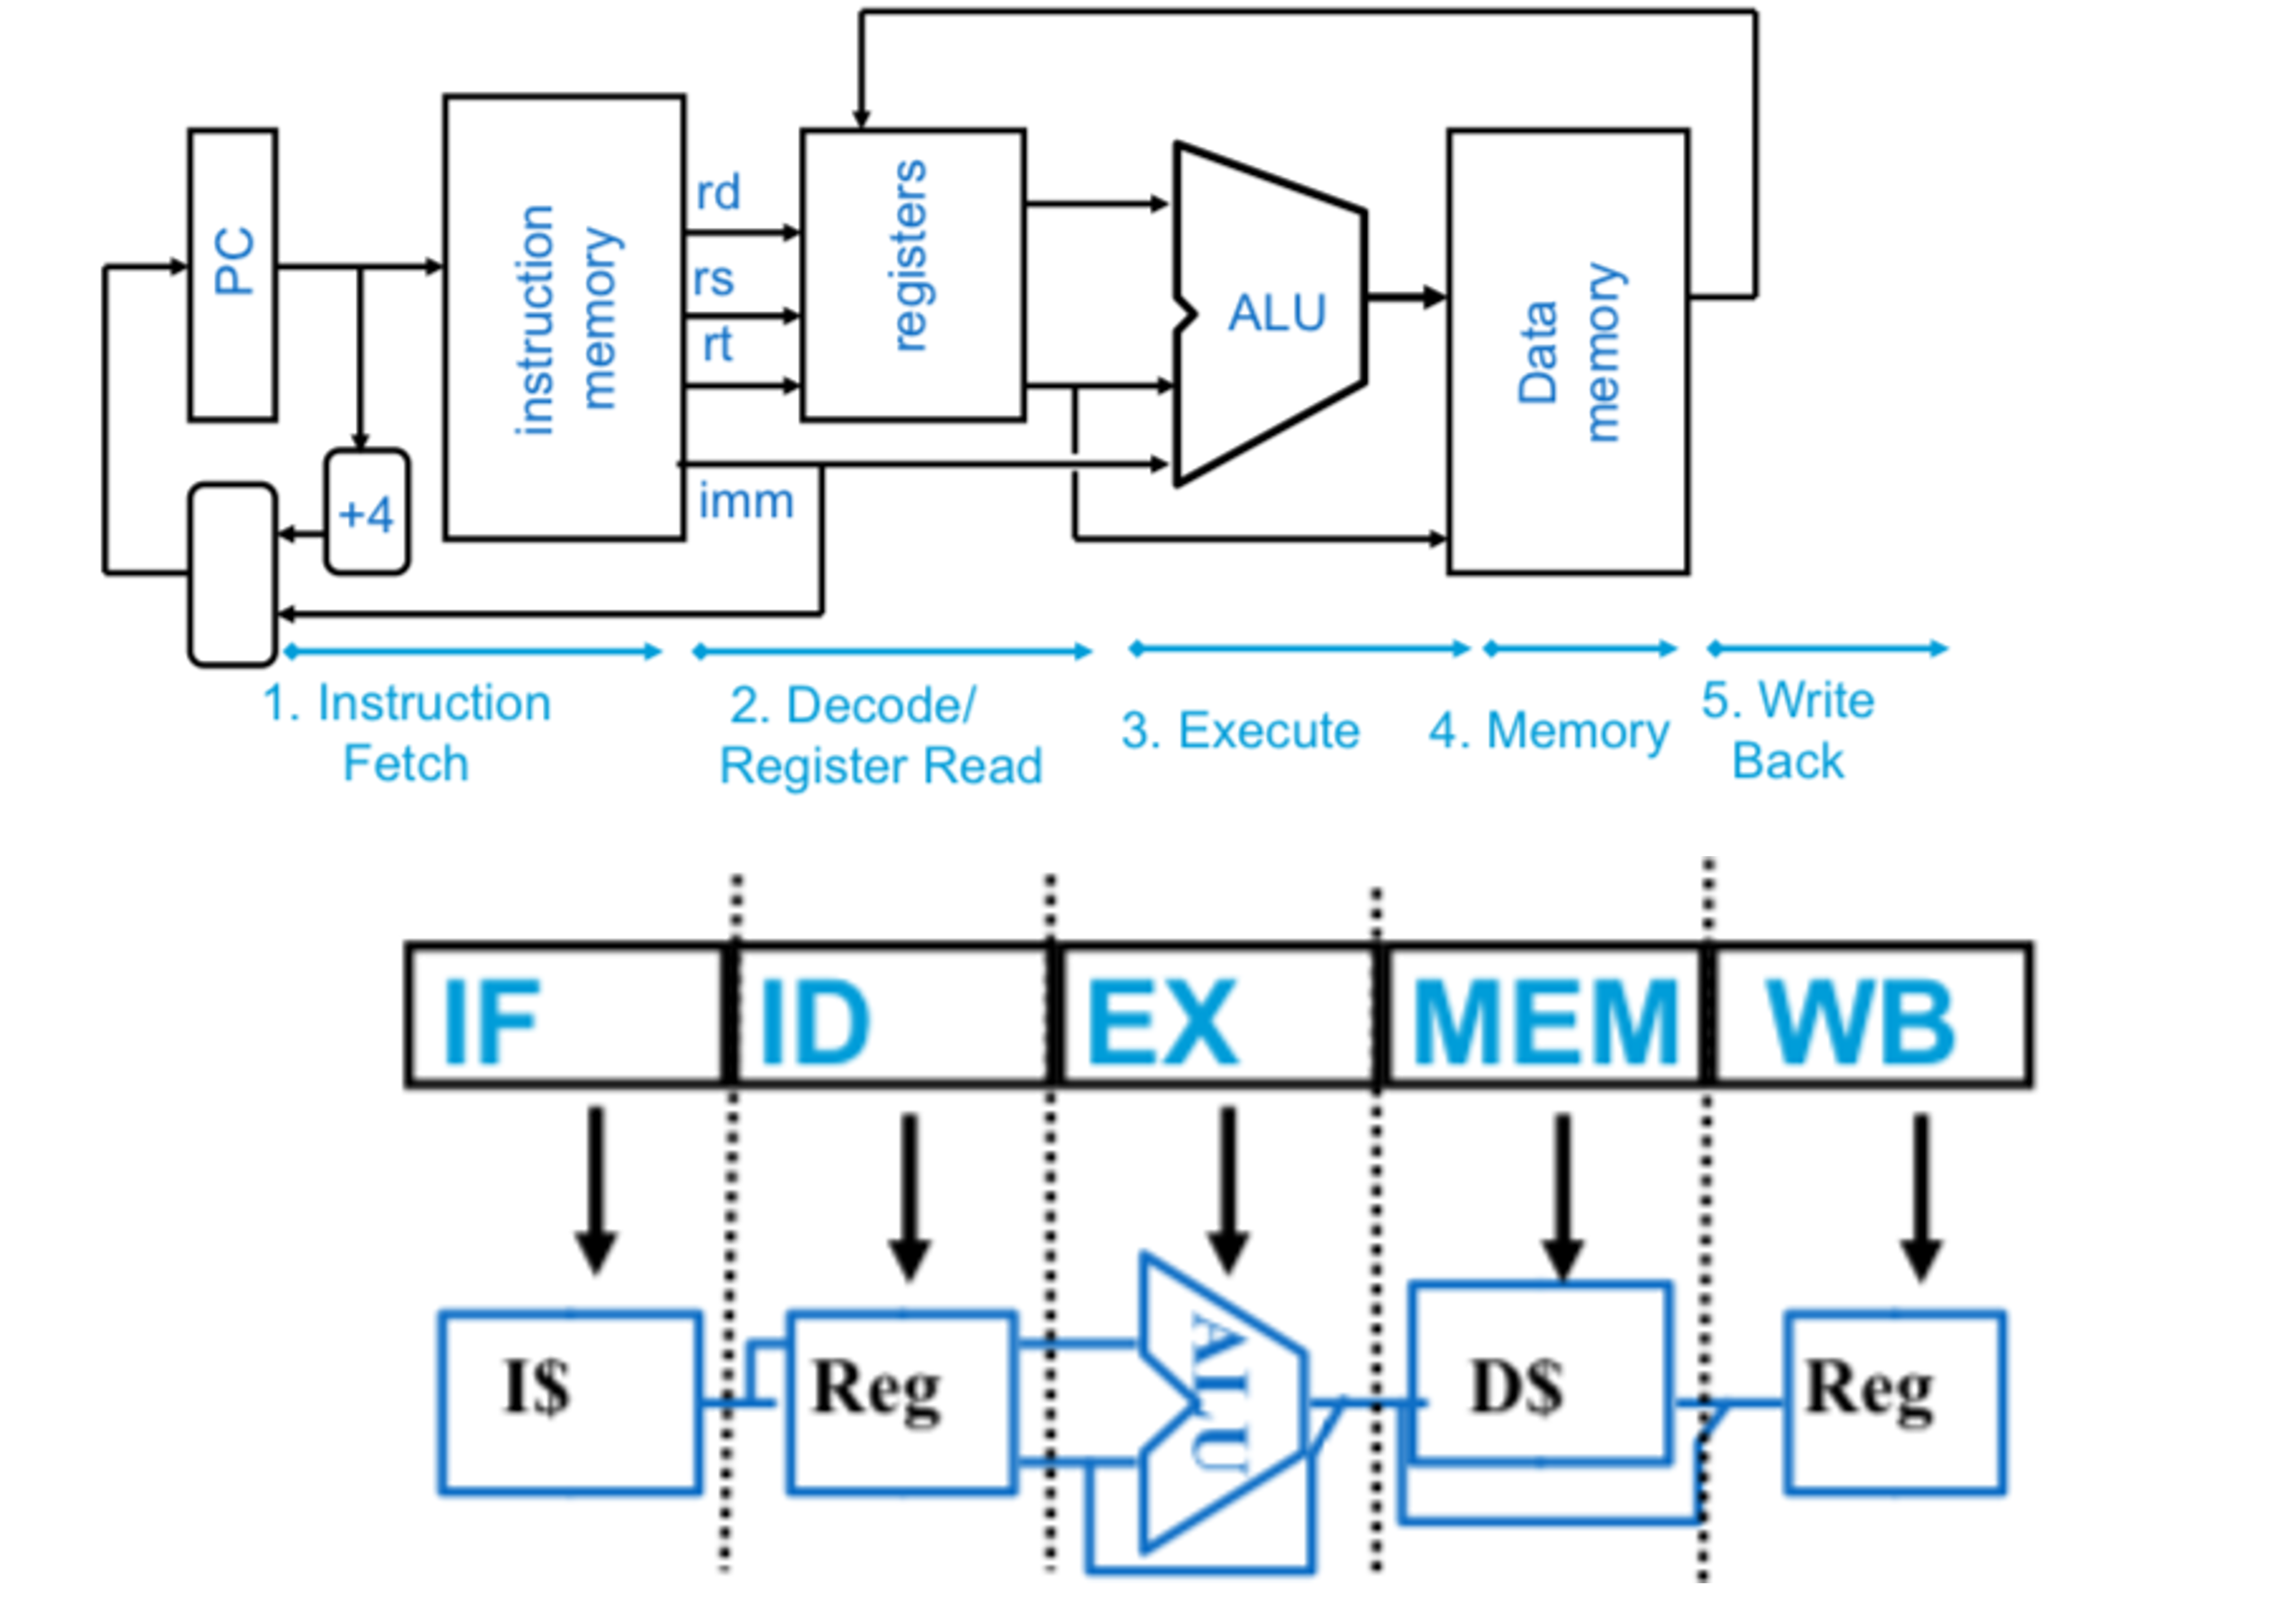 PC
instruction
memory
rd
rs
rt
imm
registers
ALU
Data
memory
+4
1. Instruction
Fetch
2. Decode/
Register Read
3. Execute
4. Memory
5. Write
Back
IF
ID
EX
MEM
WB
I$
Reg
ALU
D$
Reg